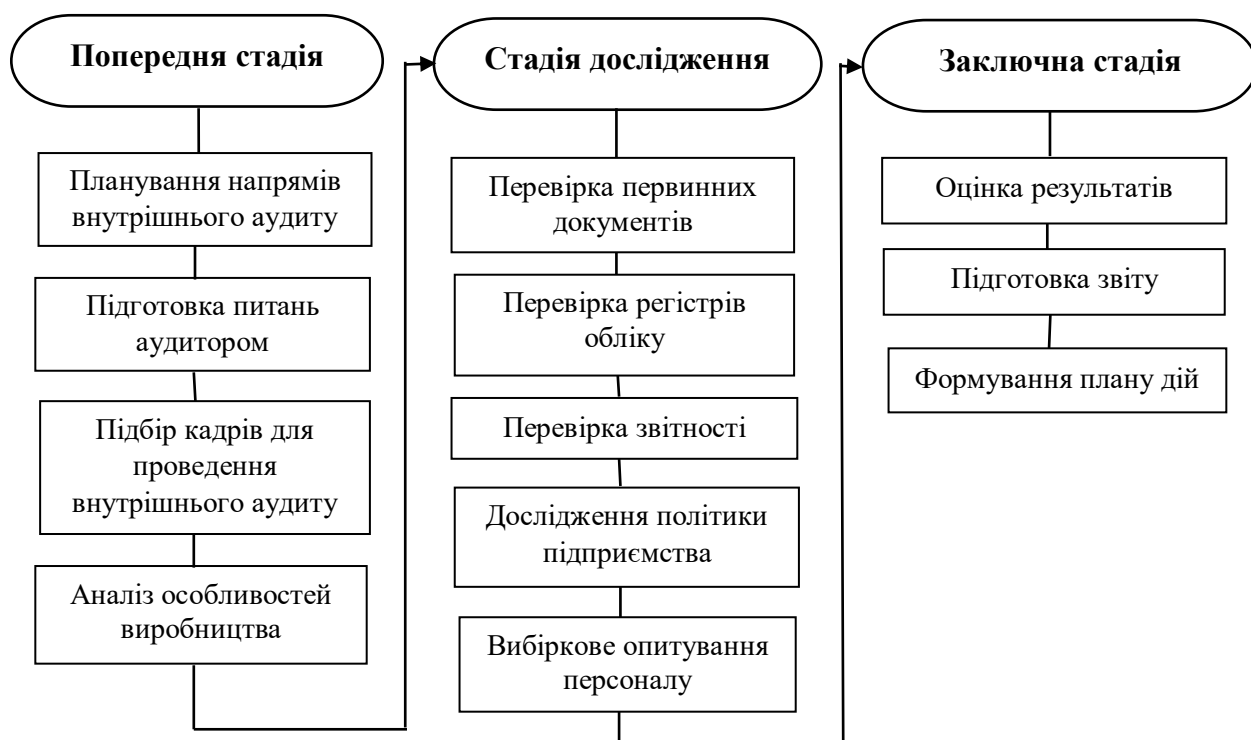 Попередня стадія
Планування напрямів
внутрішнього аудиту
Підготовка питань
аудитором
Підбір кадрів для
проведення
внутрішнього аудиту
Аналіз особливостей
виробництва
Стадія дослідження
Перевірка первинних
документів
Перевірка регістрів
обліку
Перевірка звітності
Дослідження політики
підприємства
Вибіркове опитування
персоналу
Заключна стадія
Оцінка результатів
Підготовка звіту
Формування плану дій